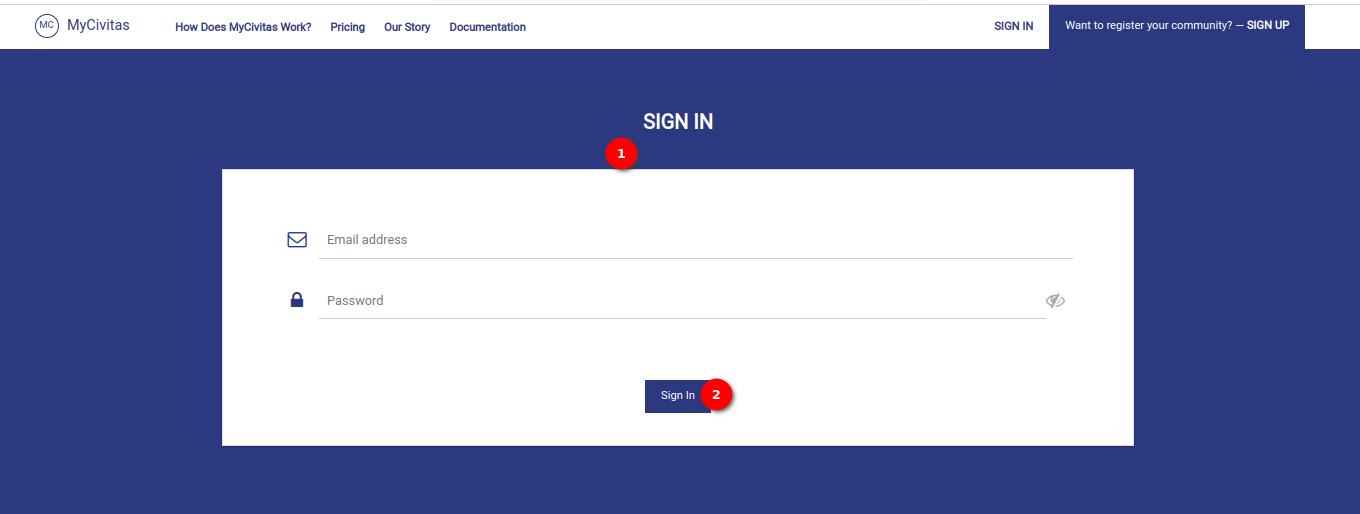 MC MyCivitas How Does MyCivitas Work? Pricing Our Story Documentation SIGN IN Want to register your community? — SIGN UP
SIGN IN
1
Email address
Password
Sign In 2